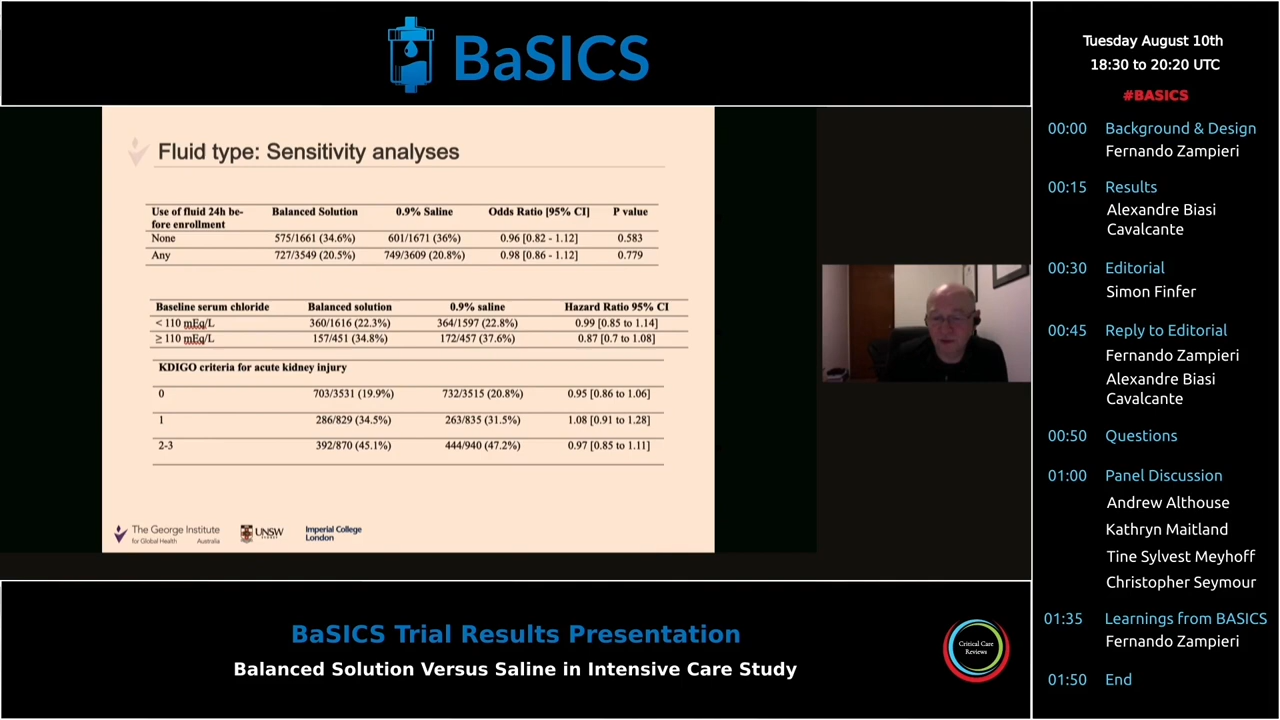 BaSICS
Fluid type: Sensitivity analyses
Use of fluid 24h be- Balanced Solution 0.9% Saline Odds Ratio [95% CI] P value
fore enrollment
None 575/1661 (34.6%) 601/1671 (36%) 0.96 [0.82 - 1.12] 0.583
Any 727/3549 (20.5%) 749/3609 (20.8%) 0.98 [0.86 - 1.12] 0.779
Baseline serum chloride Balanced solution 0.9% saline Hazard Ratio 95% CI
< 110 mEq/L 360/1616 (22.3%) 364/1597 (22.8%) 0.99 [0.85 to 1.14]
≥ 110 mEq/L 157/451 (34.8%) 172/457 (37.6%) 0.87 [0.7 to 1.08]
KDIGO criteria for acute kidney injury
0 703/3531 (19.9%) 732/3515 (20.8%) 0.95 [0.86 to 1.06]
1 286/829 (34.5%) 263/835 (31.5%) 1.08 [0.91 to 1.28]
2-3 392/870 (45.1%) 444/940 (47.2%) 0.97 [0.85 to 1.11]
The George Institute
for Global Health Australia
UNSW
Imperial College
London
BaSICS Trial Results Presentation
Balanced Solution Versus Saline in Intensive Care Study
Critical Care
Reviews
Tuesday August 10th
18:30 to 20:20 UTC
#BASICS
00:00 Background & Design
Fernando Zampieri
00:15 Results
Alexandre Biasi
Cavalcante
00:30 Editorial
Simon Finfer
00:45 Reply to Editorial
Fernando Zampieri
Alexandre Biasi
Cavalcante
00:50 Questions
01:00 Panel Discussion
Andrew Althouse
Kathryn Maitland
Tine Sylvest Meyhoff
Christopher Seymour
01:35 Learnings from BASICS
Fernando Zampieri
01:50 End